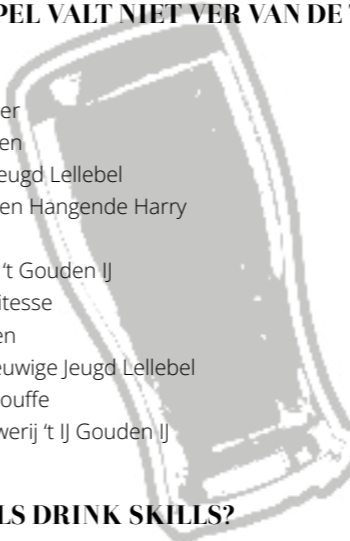 PEL VALT NIET VER VAN DE
er
en
eugd Lellebel
en Hangende Harry
't Gouden IJ
itesse
en
euwige Jeugd Lellebel
ouffe
werij 't IJ Gouden IJ
LS DRINK SKILLS?